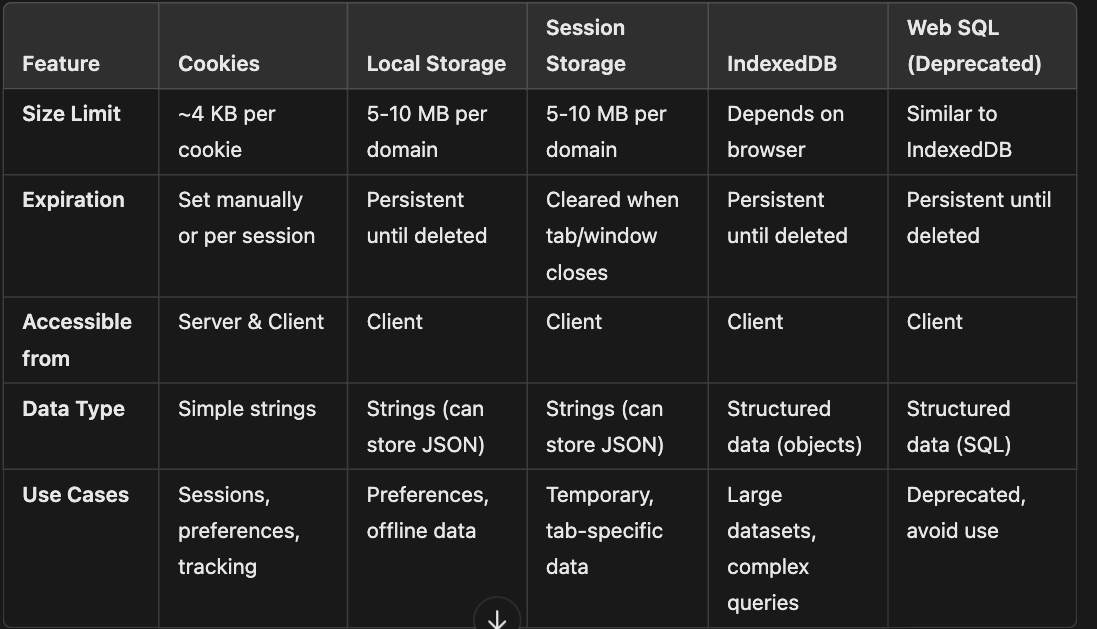 Feature
Cookies
Local Storage
Session
Storage
IndexedDB
Web SQL
(Deprecated)
Size Limit
~4 KB per
cookie
5-10 MB per
domain
5-10 MB per
domain
Depends on
browser
Similar to
IndexedDB
Expiration
Set manually
or per session
Persistent
until deleted
Cleared when
tab/window
closes
Persistent
until deleted
Persistent until
deleted
Accessible
from
Server & Client
Client
Client
Client
Client
Data Type
Simple strings
Strings (can
store JSON)
Strings (can
store JSON)
Structured
data (objects)
Structured
data (SQL)
Use Cases
Sessions,
preferences,
tracking
Preferences,
offline data
Temporary,
tab-specific
data
Large
datasets,
complex
queries
Deprecated,
avoid use